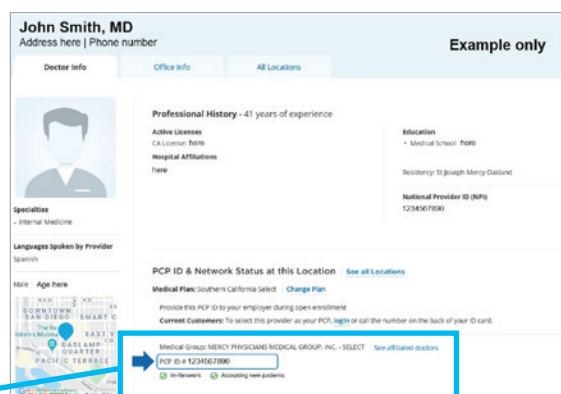 John Smith, MD
Address here | Phone number
Example only
Doctor Info
Office Info
All Locations
Professional History - 41 years of experience
Active Licenses
CA License: here
Hospital Affiliations
here
Education
• Medical School: here
Residency: St Joseph Mercy Oakland
National Provider ID (NPI)
1234567890
Specialties
- Internal Medicine
Languages Spoken by Provider
Spanish
Male Age here
DOWNTOWN
SAN DIEGO
EAST V
GASLAMP
QUARTER
PACIFIC TERRACE
PCP ID & Network Status at this Location See all Locations
Medical Plan: Southern California Select Change Plan
Provide this PCP ID to your employer during open enrollment
Current Customers: To select this provider as your PCP, login or call the number on the back of your ID card.
Medical Group: MERCY PHYSICIANS MEDICAL GROUP, INC. - SELECT See affiliated doctors
PCP ID # 1234567890
In-Network Accepting new patients